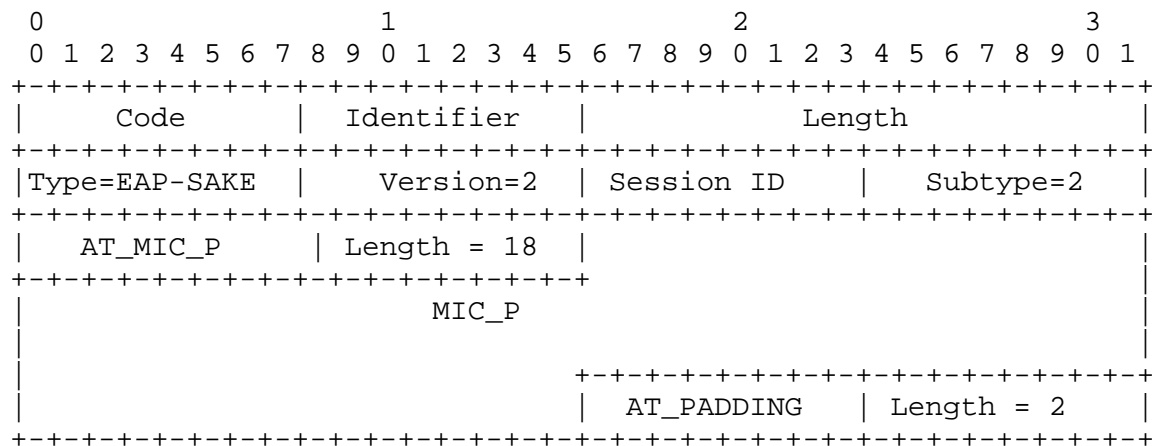 0                   1                   2                   3
 0 1 2 3 4 5 6 7 8 9 0 1 2 3 4 5 6 7 8 9 0 1 2 3 4 5 6 7 8 9 0 1
+-+-+-+-+-+-+-+-+-+-+-+-+-+-+-+-+-+-+-+-+-+-+-+-+-+-+-+-+-+-+-+-+
|     Code      |  Identifier   |            Length             |
+-+-+-+-+-+-+-+-+-+-+-+-+-+-+-+-+-+-+-+-+-+-+-+-+-+-+-+-+-+-+-+-+
|Type=EAP-SAKE  |    Version=2  | Session ID    |   Subtype=2   |
+-+-+-+-+-+-+-+-+-+-+-+-+-+-+-+-+-+-+-+-+-+-+-+-+-+-+-+-+-+-+-+-+
|   AT_MIC_P     | Length = 18  |                               |
+-+-+-+-+-+-+-+-+-+-+-+-+-+-+-+-+                               |
|                       MIC_P                                   |
|                                                               |
|                               +-+-+-+-+-+-+-+-+-+-+-+-+-+-+-+-+
|                               |  AT_PADDING   | Length = 2    |
+-+-+-+-+-+-+-+-+-+-+-+-+-+-+-+-+-+-+-+-+-+-+-+-+-+-+-+-+-+-+-+-+